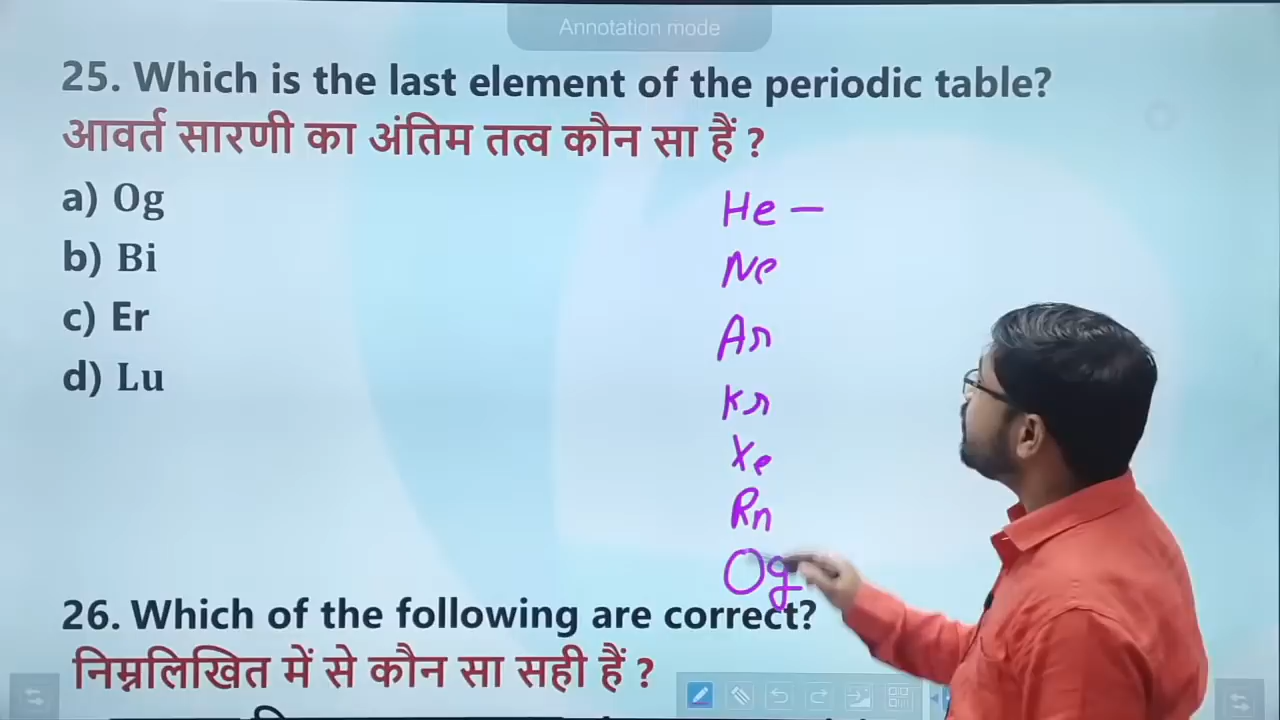 Annotation mode
25. Which is the last element of the periodic table?
आवर्त सारणी का अंतिम तत्व कौन सा हैं ?
a) Og
b) Bi
c) Er
d) Lu
He —
Ne
Ar
Kr
Xe
Rn
Og
26. Which of the following are correct?
निम्नलिखित में से कौन सा सही हैं ?